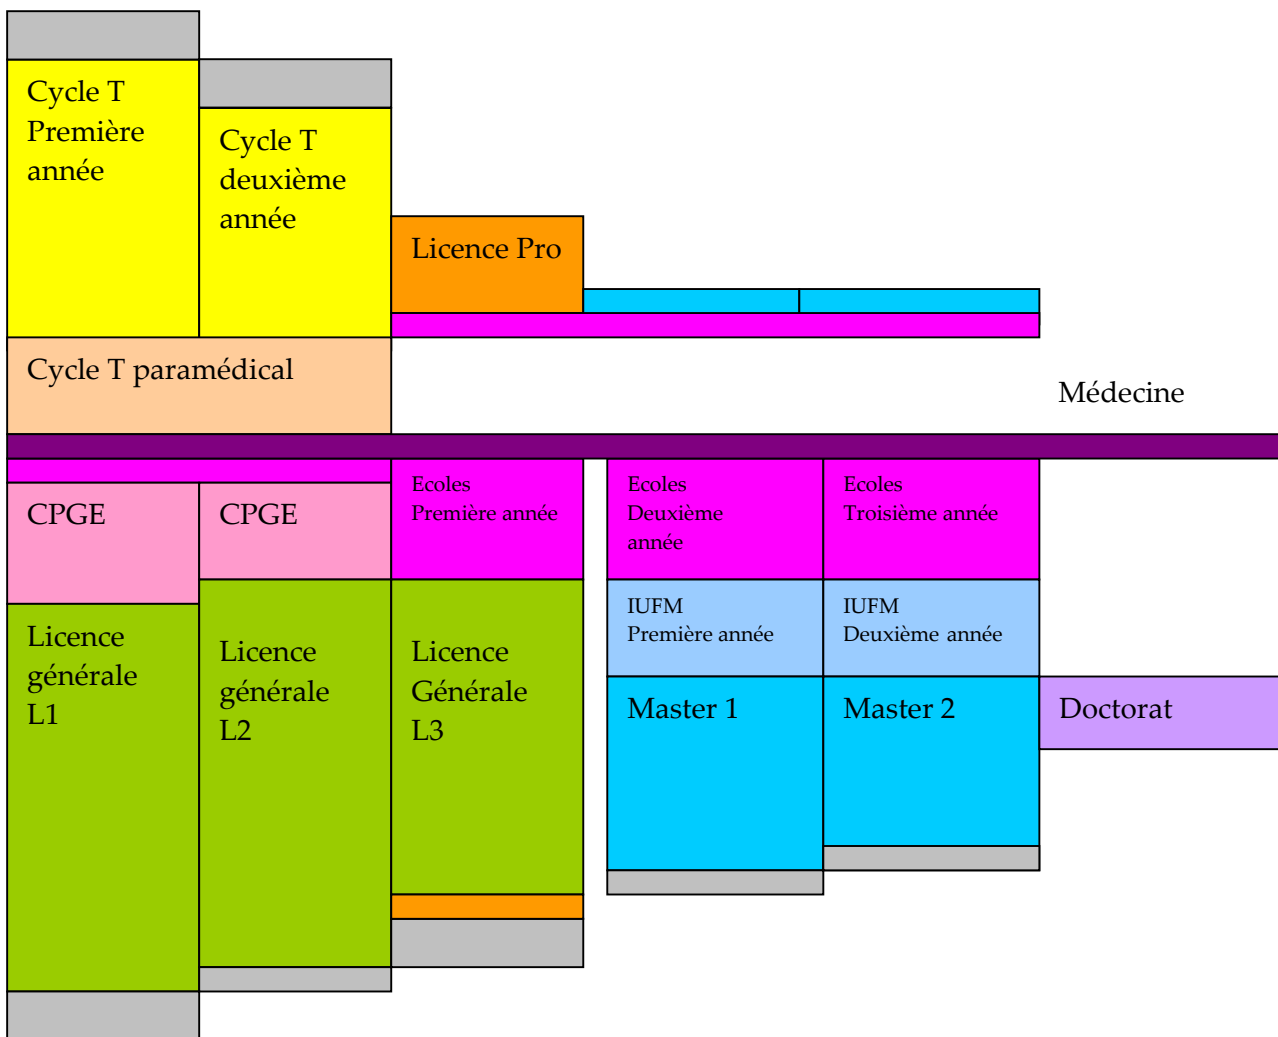 Cycle T
Première
année
Cycle T
deuxième
année
Licence Pro
Cycle T paramédical
Médecine
CPGE
CPGE
Ecoles
Première année
Ecoles
Deuxième
année
Ecoles
Troisième année
IUFM
Première année
IUFM
Deuxième année
Licence
générale
L1
Licence
générale
L2
Licence
Générale
L3
Master 1
Master 2
Doctorat